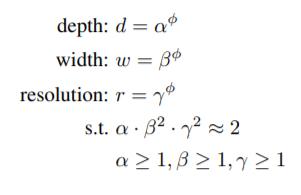 depth: d = α^ϕ
width: w = β^ϕ
resolution: r = γ^ϕ
s.t. α · β² · γ² ≈ 2
α ≥ 1, β ≥ 1, γ ≥ 1